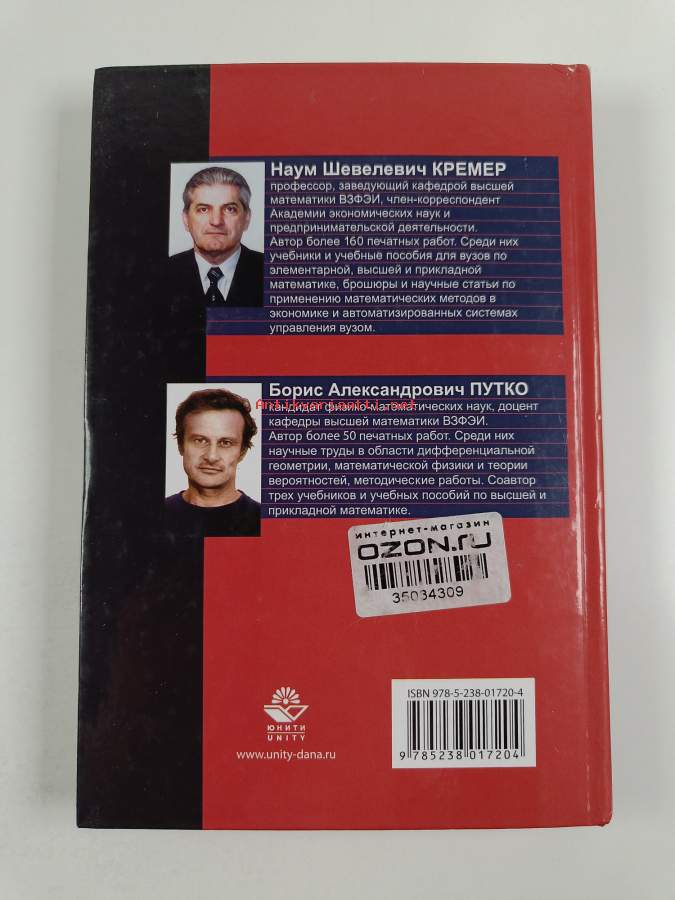 Наум Шевелевич КРЕМЕР
профессор, заведующий кафедрой высшей
математики ВЗФЭИ, член-корреспондент
Академии экономических наук и
предпринимательской деятельности.
Автор более 160 печатных работ. Среди них
учебники и учебные пособия для вузов по
элементарной, высшей и прикладной
математике, брошюры и научные статьи по
применению математических методов в
экономике и автоматизированных системах
управления вузом.
Борис Александрович ПУТКО
Antikvariaatti.net
кандидат физико-математических наук, доцент
кафедры высшей математики ВЗФЭИ.
Автор более 50 печатных работ. Среди них
научные труды в области дифференциальной
геометрии, математической физики и теории
вероятностей, методические работы. Соавтор
трех учебников и учебных пособий по высшей и
прикладной математике.
интернет-магазин
OZON.ru
35034309
ЮНИТИ
UNITY
www.unity-dana.ru
ISBN 978-5-238-01720-4
9 785238 017204